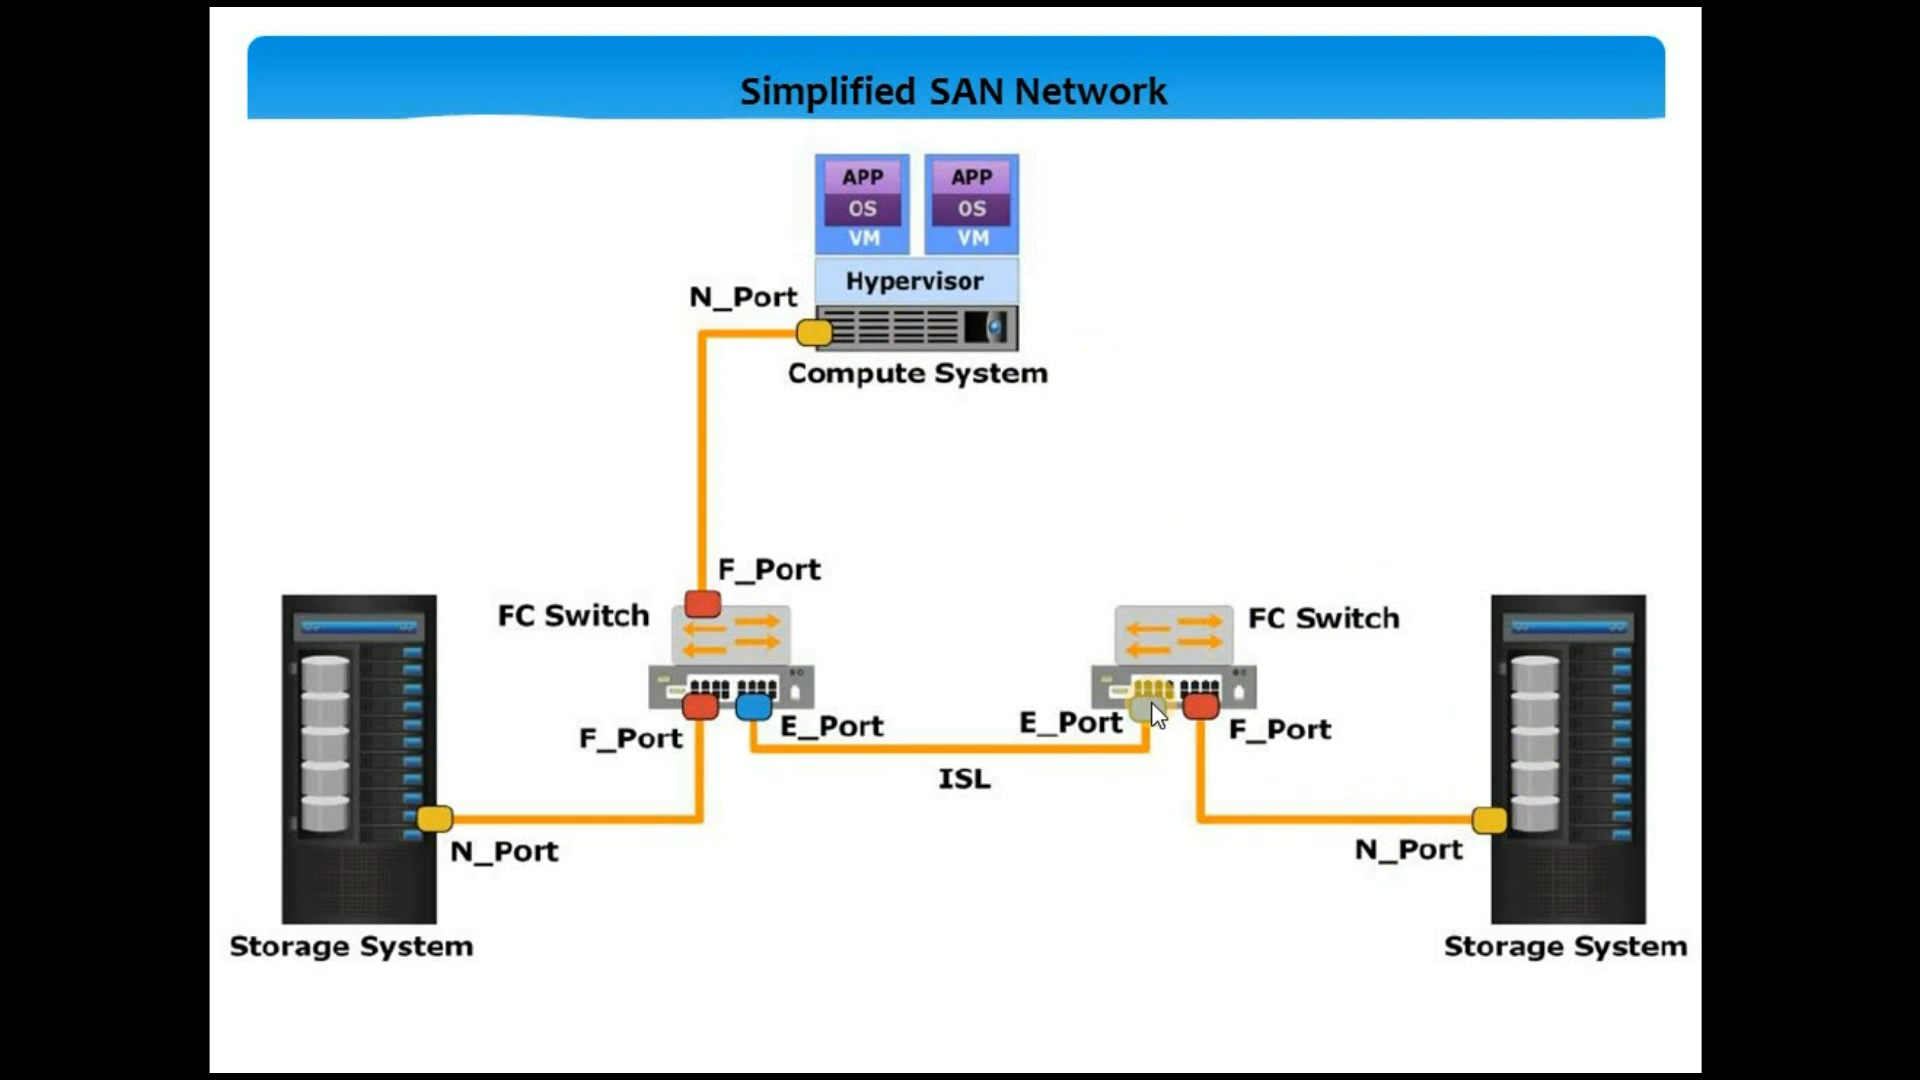 Simplified SAN Network
APP APP
OS OS
VM VM
Hypervisor
N_Port
Compute System
F_Port
FC Switch
FC Switch
E_Port
E_Port
F_Port
F_Port
ISL
N_Port
N_Port
Storage System
Storage System